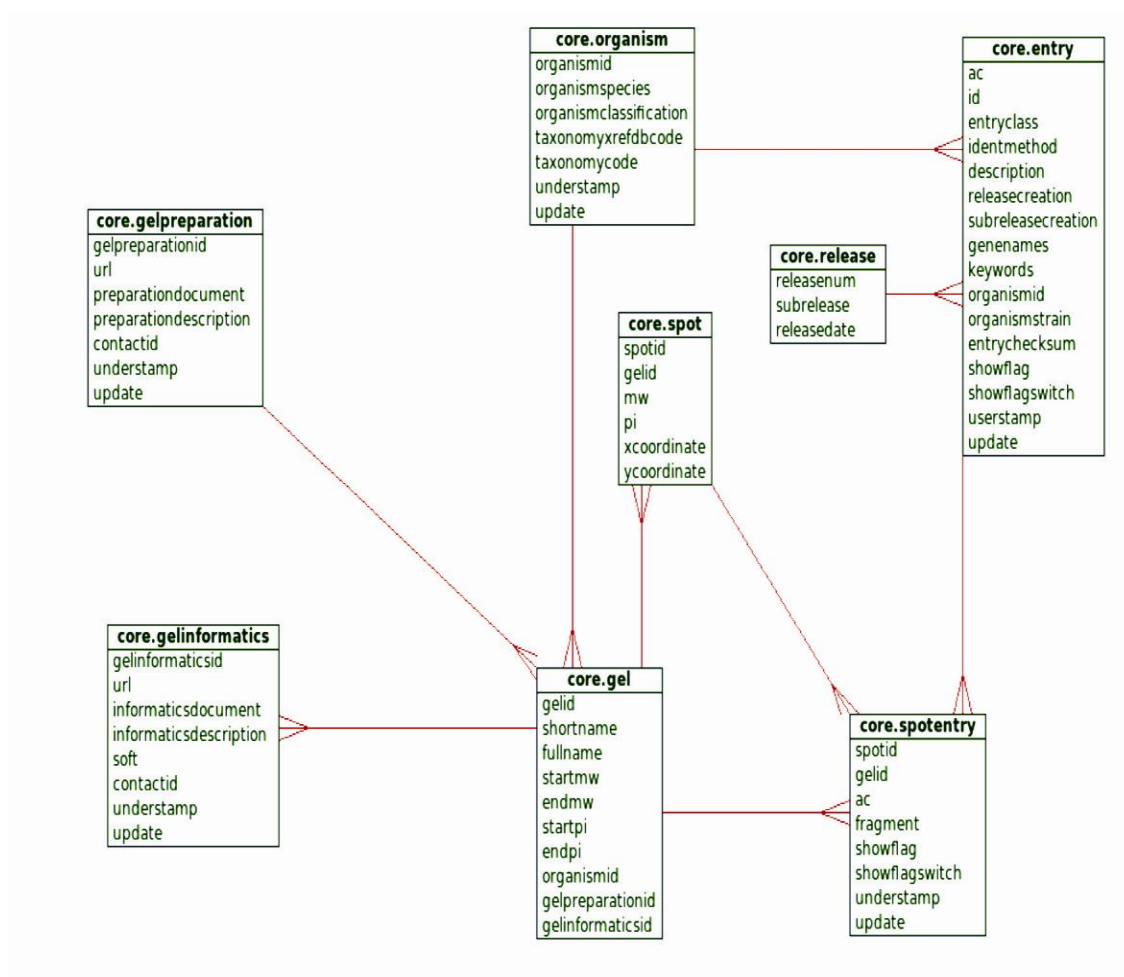 core.organism
organismid
organismspecies
organismclassification
taxonomyxrefdbcode
taxonomycode
understamp
update
core.entry
ac
id
entryclass
identmethod
description
releasecreation
subreleasecreation
genenames
keywords
organismid
organismstrain
entrychecksum
showflag
showflagswitch
userstamp
update
core.gelpreparation
gelpreparationid
url
preparationdocument
preparationdescription
contactid
understamp
update
core.release
releasenum
subrelease
releasedate
core.spot
spotid
gelid
mw
pi
xcoordinate
ycoordinate
core.gelinformatics
gelinformaticsid
url
informaticsdocument
informaticsdescription
soft
contactid
understamp
update
core.gel
gelid
shortname
fullname
startmw
endmw
startpi
endpi
organismid
gelpreparationid
gelinformaticsid
core.spotentry
spotid
gelid
ac
fragment
showflag
showflagswitch
understamp
update